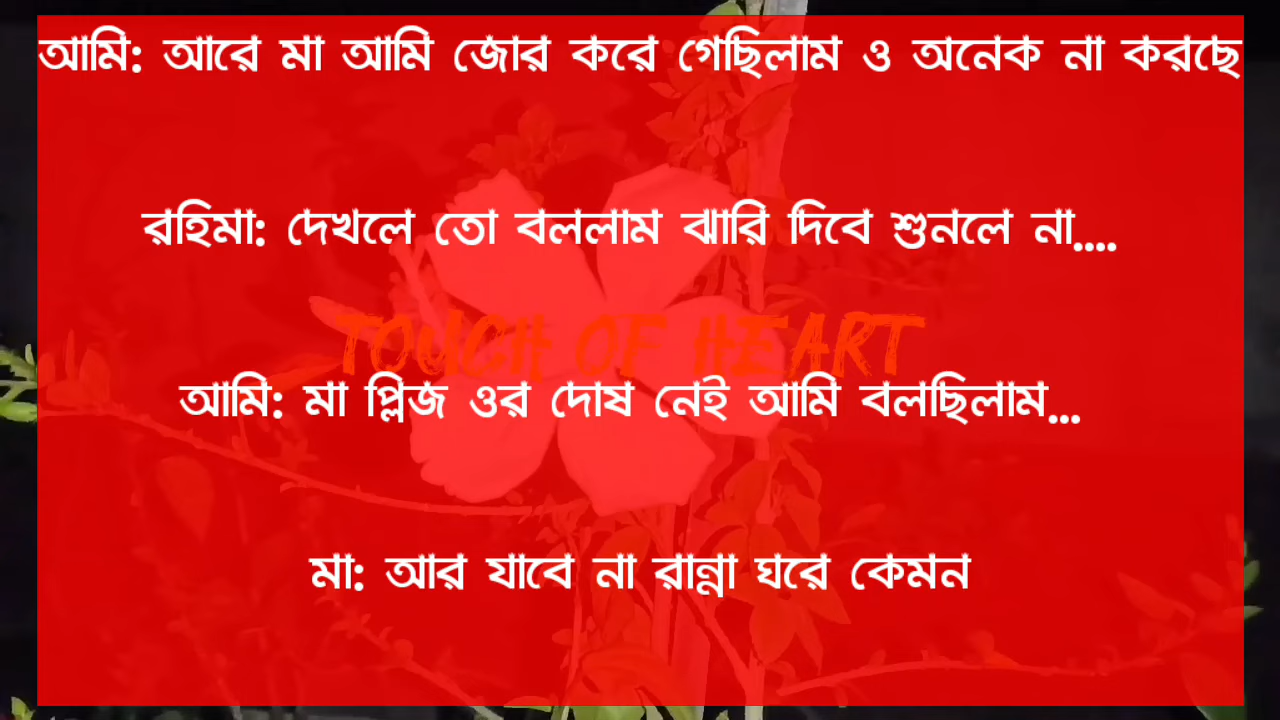 আমি: আরে মা আমি জোর করে গেছিলাম ও অনেক না করছে
রহিমা: দেখলে তো বললাম ঝারি দিবে শুনলে না....
TOUCH OF HEART
আমি: মা প্লিজ ওর দোষ নেই আমি বলছিলাম...
মা: আর যাবে না রান্না ঘরে কেমন